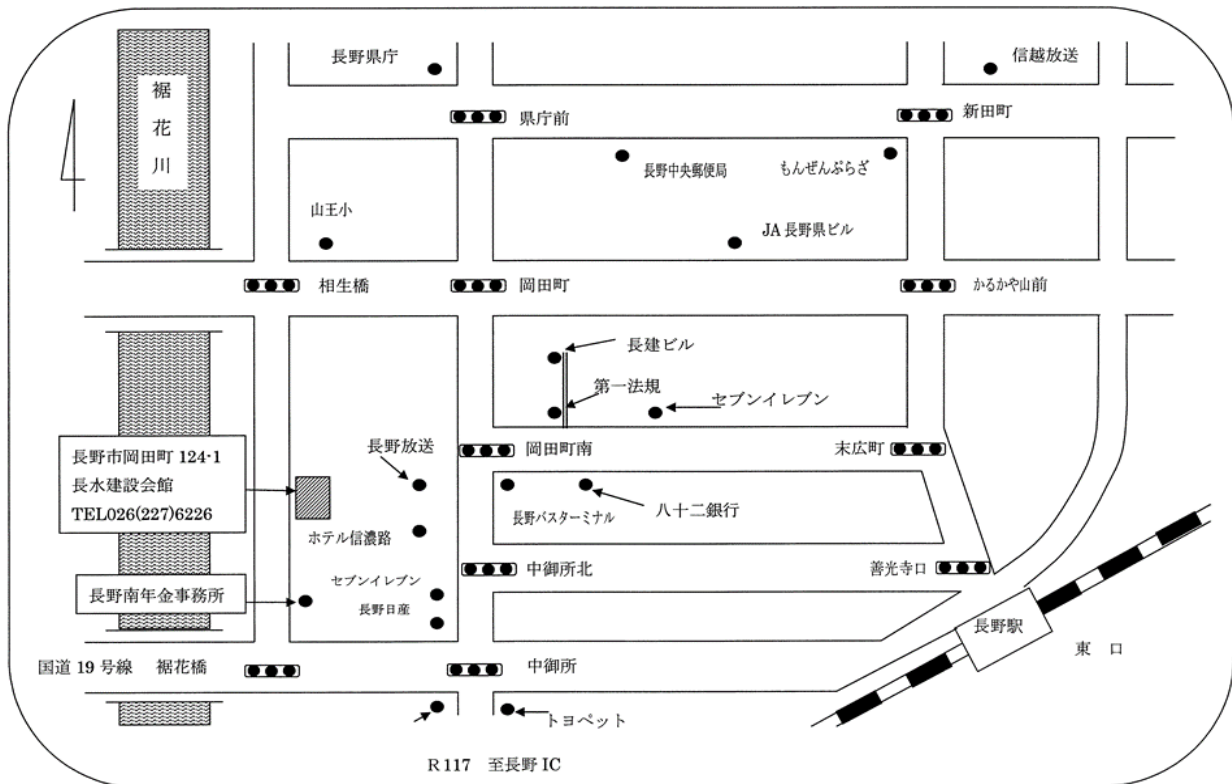 長野県庁
信越放送
裾花川
県庁前
新田町
長野中央郵便局
もんぜんぷらざ
山王小
JA長野県ビル
相生橋
岡田町
かるかや山前
長建ビル
第一法規
セブンイレブン
長野放送
岡田町南
末広町
長野市岡田町 124-1
長水建設会館
TEL026(227)6226
長野バスターミナル
八十二銀行
ホテル信濃路
中御所北
善光寺口
セブンイレブン
長野南年金事務所
長野日産
長野駅
東 口
国道 19 号線 裾花橋
中御所
トヨペット
R117 至長野 IC